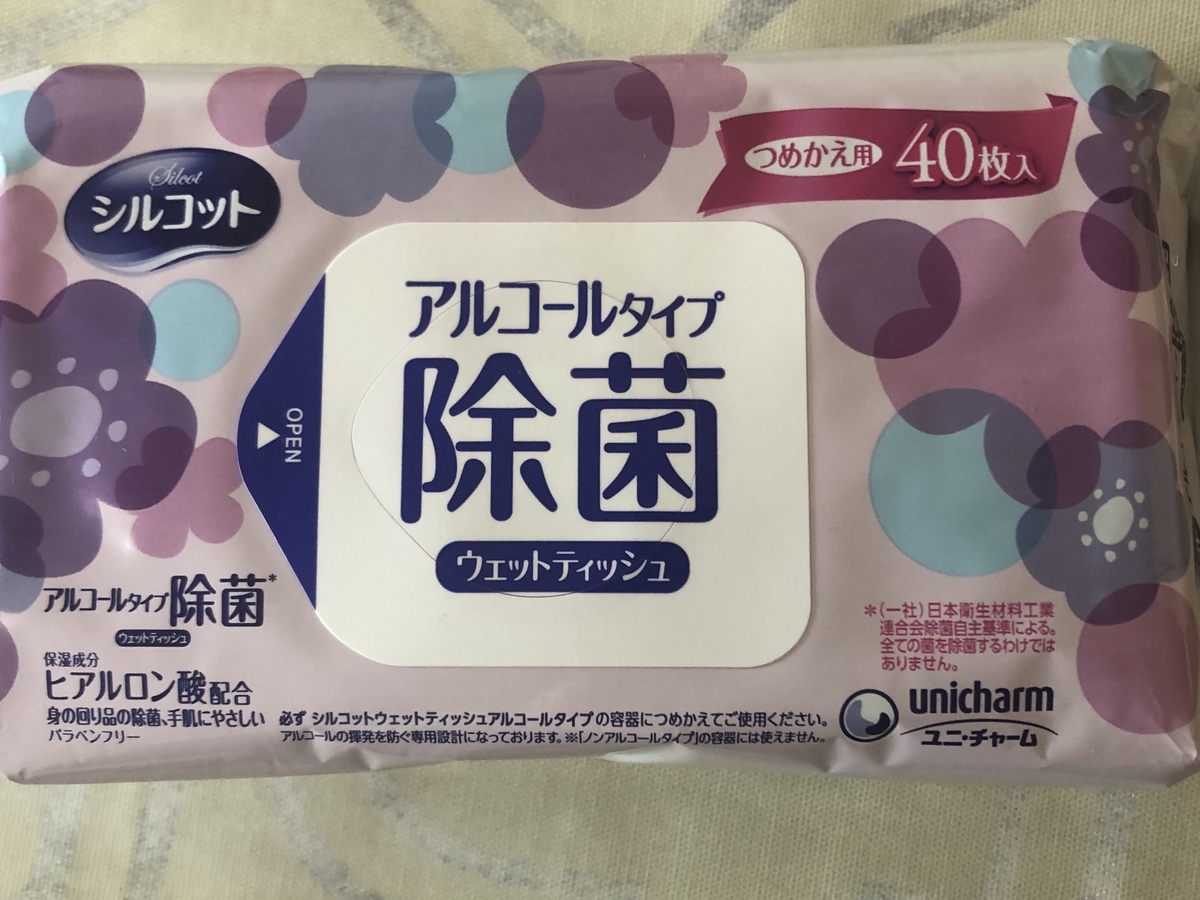 Silcot
シルコット
つめかえ用 40枚入
アルコールタイプ
除菌
ウェットティッシュ
OPEN
アルコールタイプ除菌*
ウェットティッシュ
保湿成分
ヒアルロン酸配合
身の回り品の除菌、手肌にやさしい
パラベンフリー
必ず シルコットウェットティッシュアルコールタイプの容器につめかえてご使用ください。
アルコールの揮発を防ぐ専用設計になっております。※「ノンアルコールタイプ」の容器には使えません。
*(一社)日本衛生材料工業
連合会除菌自主基準による。
全ての菌を除菌するわけでは
ありません。
unicharm
ユニ・チャーム